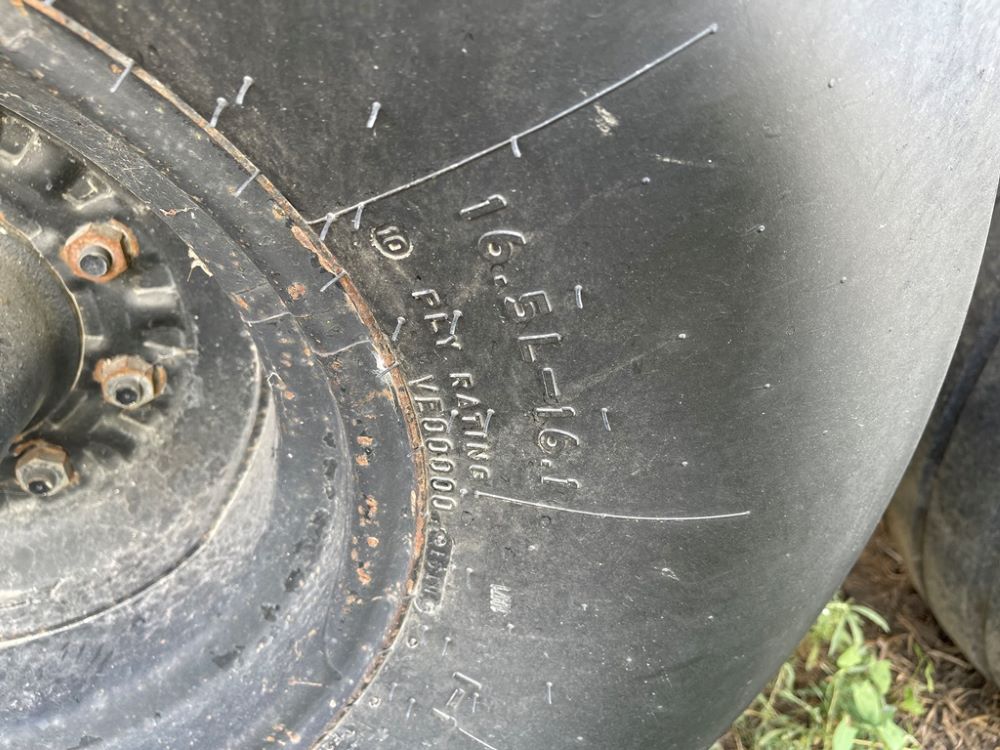 16.5L-16.1
10 PLY RATING
VE00000